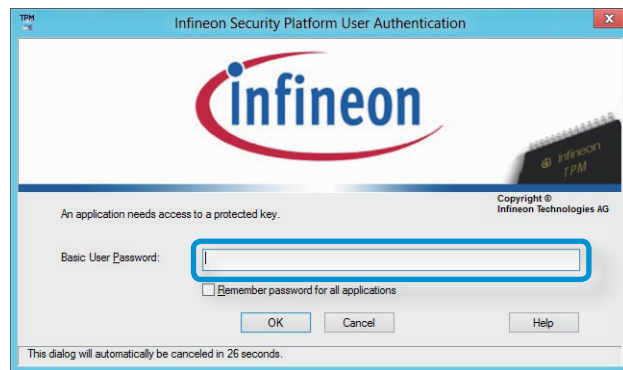 TPM
Infineon Security Platform User Authentication
infineon
Infineon
TPM
Copyright ©
Infineon Technologies AG
An application needs access to a protected key.
Basic User Password:
Remember password for all applications
OK Cancel Help
This dialog will automatically be canceled in 26 seconds.